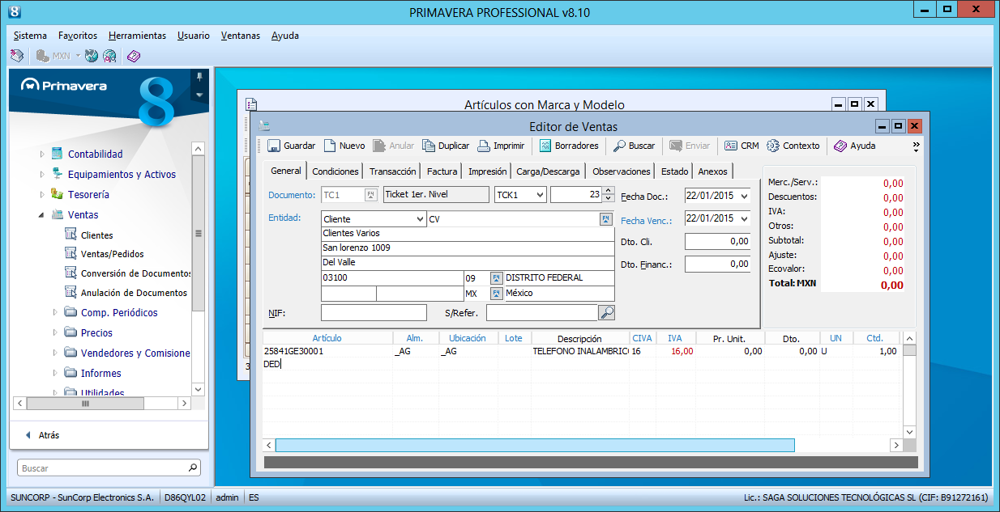 8 PRIMAVERA PROFESSIONAL v8.10
Sistema Favoritos Herramientas Usuario Ventanas Ayuda
MXN
Primavera 8
Contabilidad
Equipamientos y Activos
Tesorería
Ventas
Clientes
Ventas/Pedidos
Conversión de Documentos
Anulación de Documentos
Comp. Periódicos
Precios
Vendedores y Comisione
Informes
Utilidades
Atrás
Buscar
Artículos con Marca y Modelo
3
Editor de Ventas
Guardar Nuevo Anular Duplicar Imprimir Borradores Buscar Enviar CRM Contexto Ayuda
General Condiciones Transacción Factura Impresión Carga/Descarga Observaciones Estado Anexos
Documento: TC1 F4 Ticket 1er. Nivel TCK1 23 Fecha Doc.: 22/01/2015
Entidad: Cliente CV F4 Fecha Venc.: 22/01/2015
Clientes Varios Dto. Cli. 0,00
San lorenzo 1009
Del Valle Dto. Financ.: 0,00
03100 09 F4 DISTRITO FEDERAL
MX F4 México
NIF: S/Refer.
Merc./Serv.: 0,00
Descuentos: 0,00
IVA: 0,00
Otros: 0,00
Subtotal: 0,00
Ajuste: 0,00
Ecovalor: 0,00
Total: MXN 0,00
Artículo Alm. Ubicación Lote Descripción CIVA IVA Pr. Unit. Dto. UN Ctd.
25841GE30001 _AG _AG TELEFONO INALAMBRICO 16 16,00 0,00 0,00 U 1,00
DED
SUNCORP - SunCorp Electronics S.A. D86QYL02 admin ES Lic.: SAGA SOLUCIONES TECNOLÓGICAS SL (CIF: B91272161)